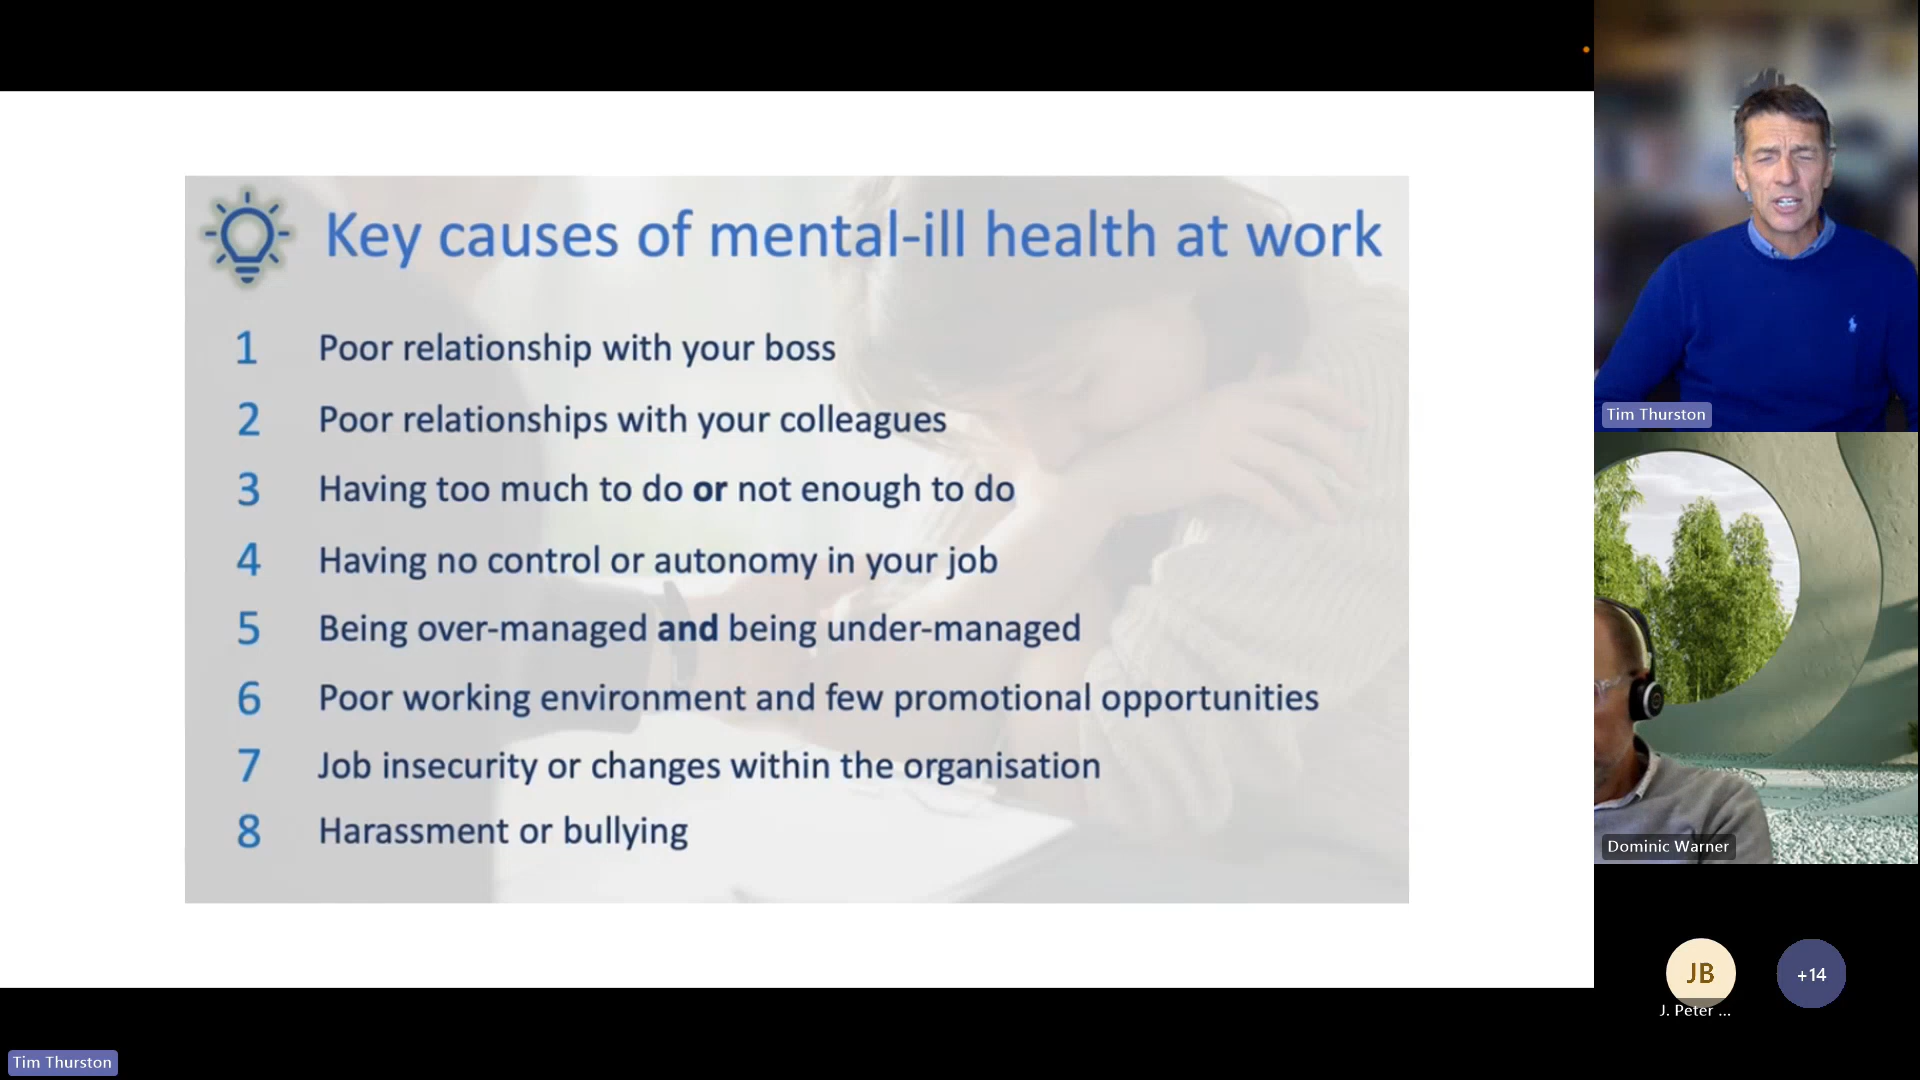 Key causes of mental-ill health at work
1 Poor relationship with your boss
2 Poor relationships with your colleagues
3 Having too much to do or not enough to do
4 Having no control or autonomy in your job
5 Being over-managed and being under-managed
6 Poor working environment and few promotional opportunities
7 Job insecurity or changes within the organisation
8 Harassment or bullying
Tim Thurston
Dominic Warner
JB
+14
J. Peter ...
Tim Thurston